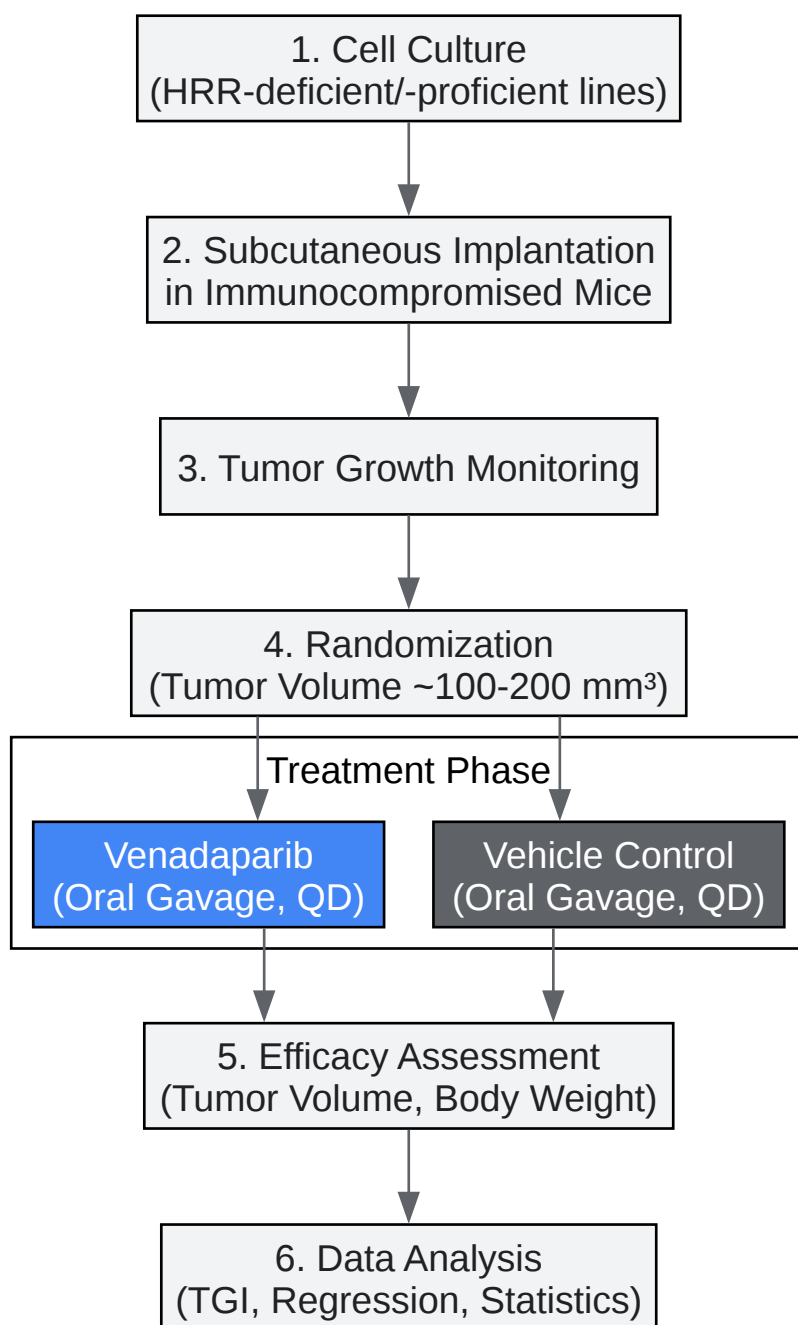 1. Cell Culture
(HRR-deficient/-proficient lines)
2. Subcutaneous Implantation
in Immunocompromised Mice
3. Tumor Growth Monitoring
4. Randomization
(Tumor Volume ~100-200 mm³)
Treatment Phase
Venadaparib
(Oral Gavage, QD)
Vehicle Control
(Oral Gavage, QD)
5. Efficacy Assessment
(Tumor Volume, Body Weight)
6. Data Analysis
(TGI, Regression, Statistics)